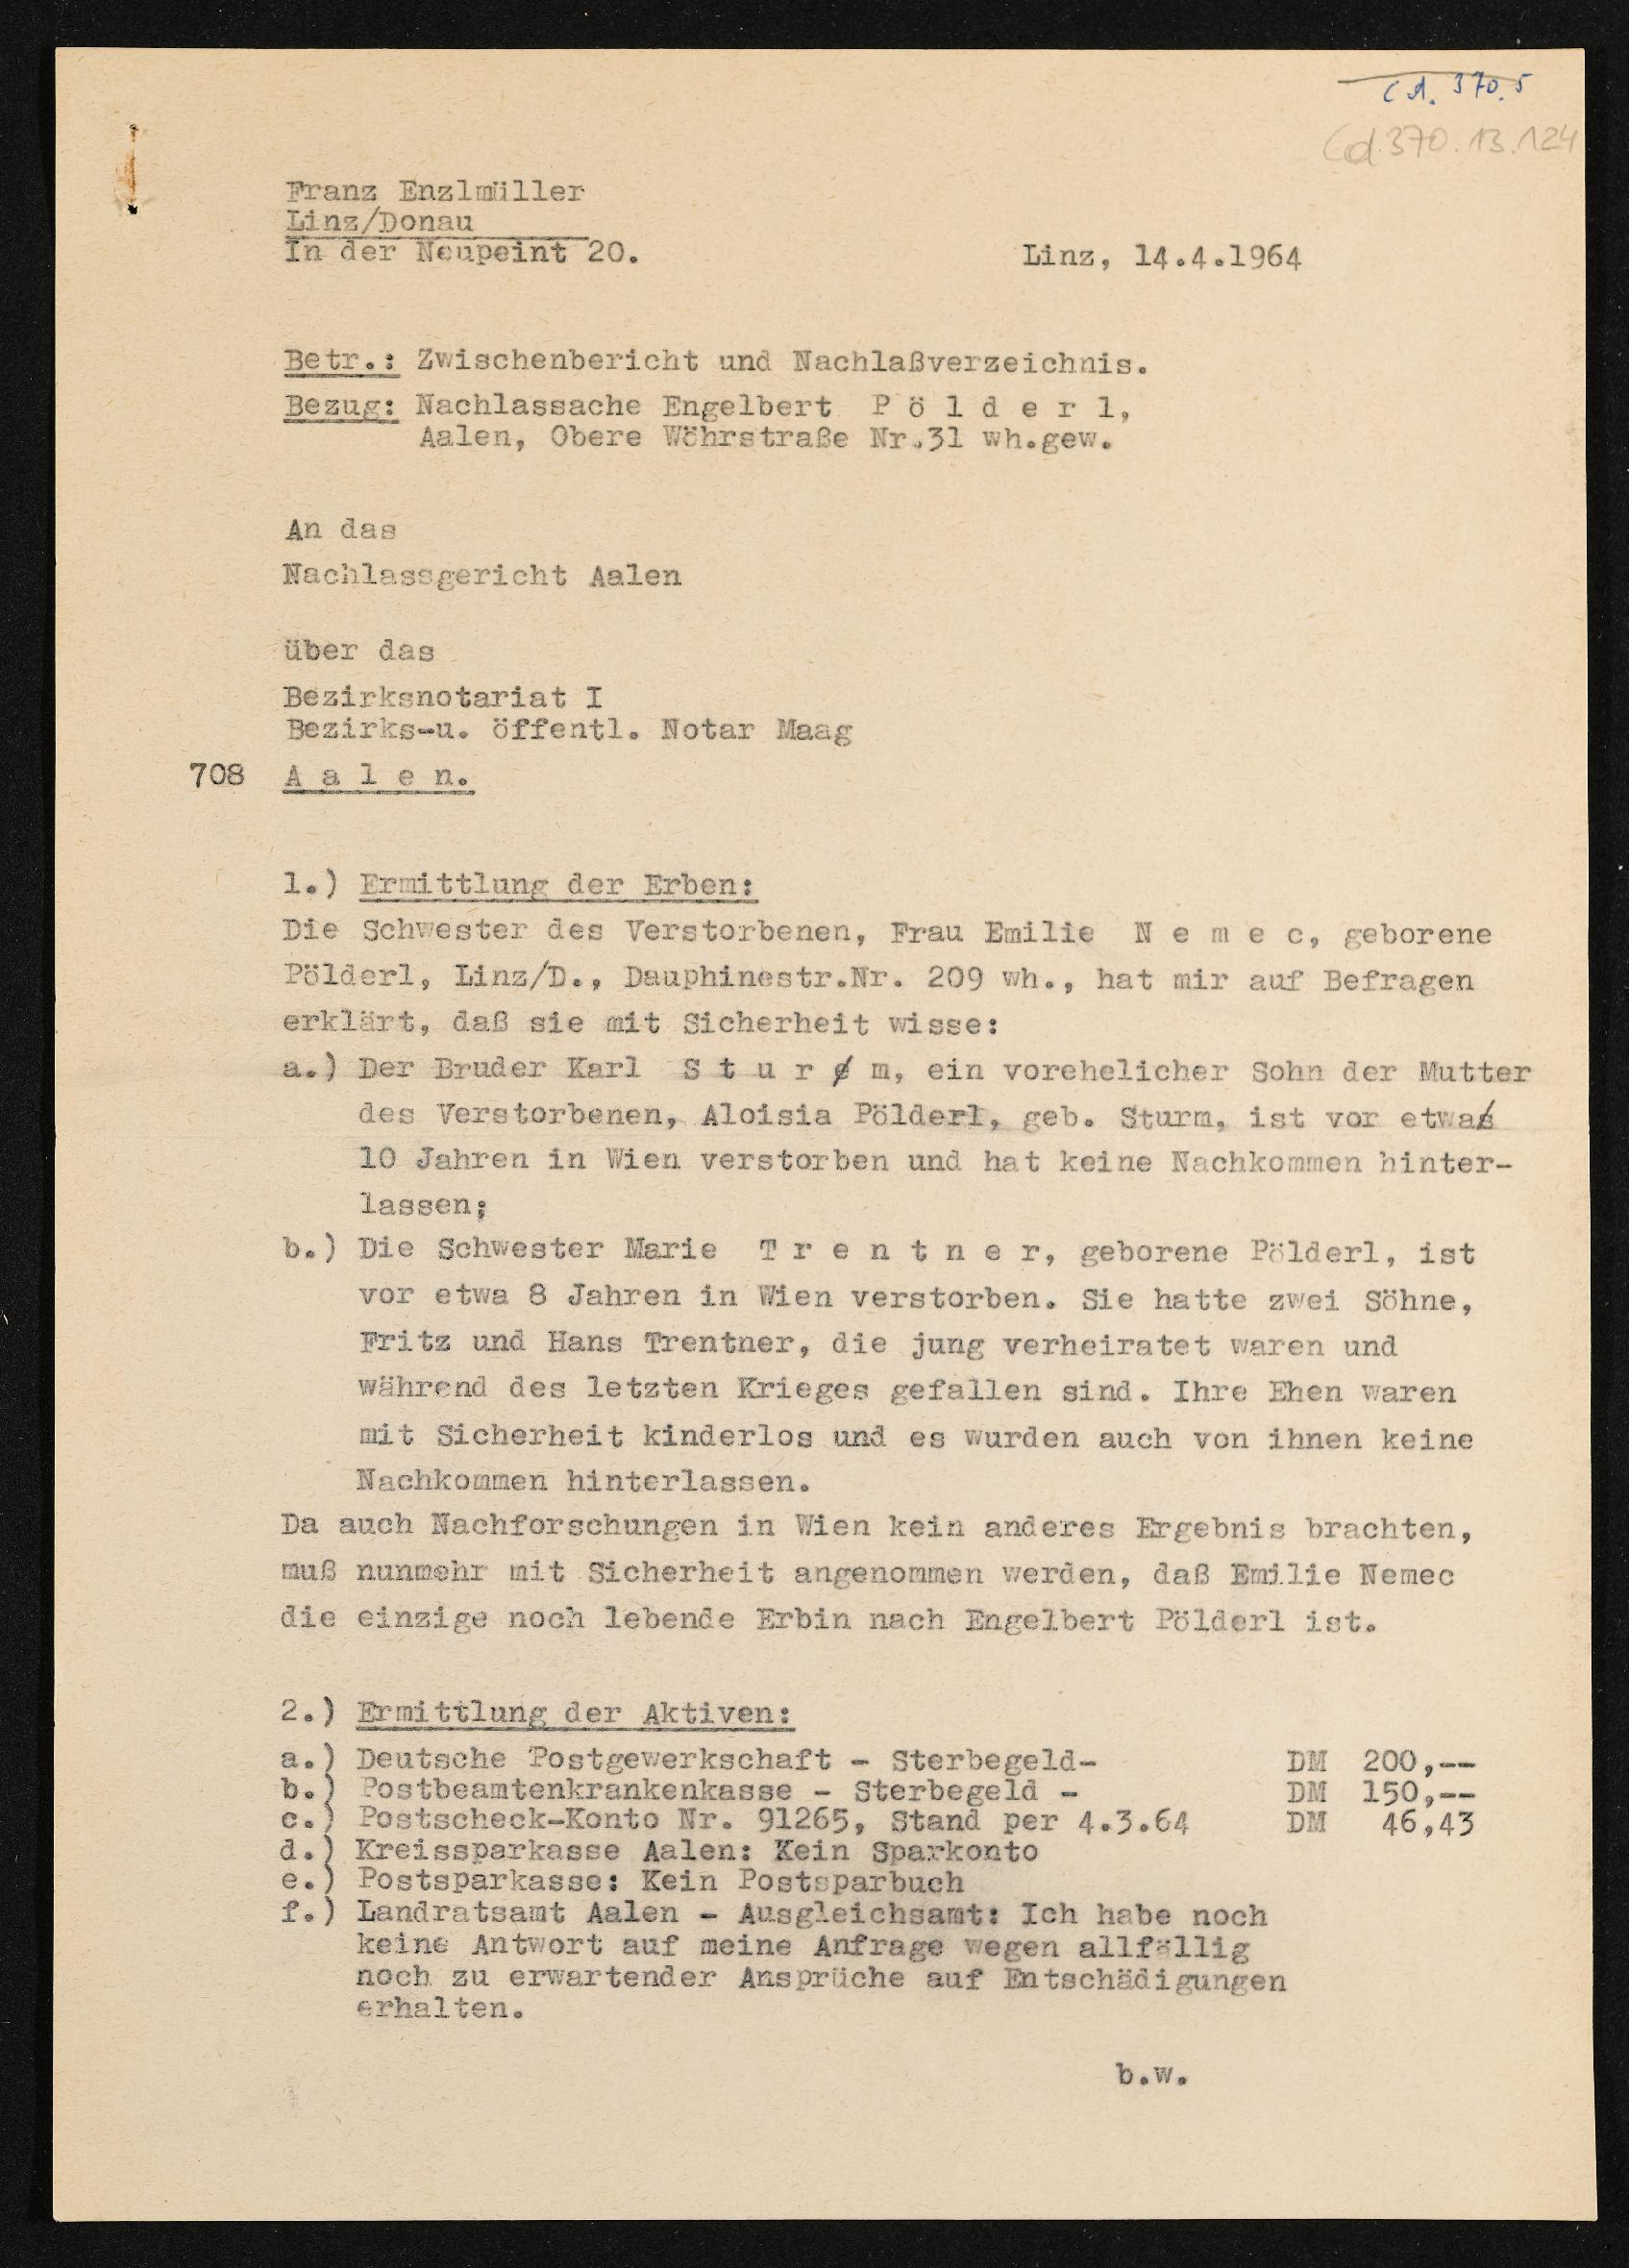 Cd. 370.5
Cd.370.13.124
Franz Enzlmüller
Linz/Donau
In der Neupeint 20.
Linz, 14.4.1964
Betr.: Zwischenbericht und Nachlaßverzeichnis.
Bezug: Nachlassache Engelbert P ö l d e r l,
Aalen, Obere Wöhrstraße Nr.31 wh.gew.
An das
Nachlassgericht Aalen
über das
Bezirksnotariat I
Bezirks-u. öffentl. Notar Maag
708 A a l e n.
1.) Ermittlung der Erben:
Die Schwester des Verstorbenen, Frau Emilie N e m e c, geborene
Pölderl, Linz/D., Dauphinestr.Nr. 209 wh., hat mir auf Befragen
erklärt, daß sie mit Sicherheit wisse:
a.) Der Bruder Karl S t u r m, ein vorehelicher Sohn der Mutter
des Verstorbenen, Aloisia Pölderl, geb. Sturm, ist vor etwa
10 Jahren in Wien verstorben und hat keine Nachkommen hinter-
lassen;
b.) Die Schwester Marie T r e n t n e r, geborene Pölderl, ist
vor etwa 8 Jahren in Wien verstorben. Sie hatte zwei Söhne,
Fritz und Hans Trentner, die jung verheiratet waren und
während des letzten Krieges gefallen sind. Ihre Ehen waren
mit Sicherheit kinderlos und es wurden auch von ihnen keine
Nachkommen hinterlassen.
Da auch Nachforschungen in Wien kein anderes Ergebnis brachten,
muß nunmehr mit Sicherheit angenommen werden, daß Emilie Nemec
die einzige noch lebende Erbin nach Engelbert Pölderl ist.
2.) Ermittlung der Aktiven:
a.) Deutsche Postgewerkschaft - Sterbegeld- DM 200,--
b.) Postbeamtenkrankenkasse - Sterbegeld - DM 150,--
c.) Postscheck-Konto Nr. 91265, Stand per 4.3.64 DM 46,43
d.) Kreissparkasse Aalen: Kein Sparkonto
e.) Postsparkasse: Kein Postsparbuch
f.) Landratsamt Aalen - Ausgleichsamt: Ich habe noch
keine Antwort auf meine Anfrage wegen allfällig
noch zu erwartender Ansprüche auf Entschädigungen
erhalten.
b.w.